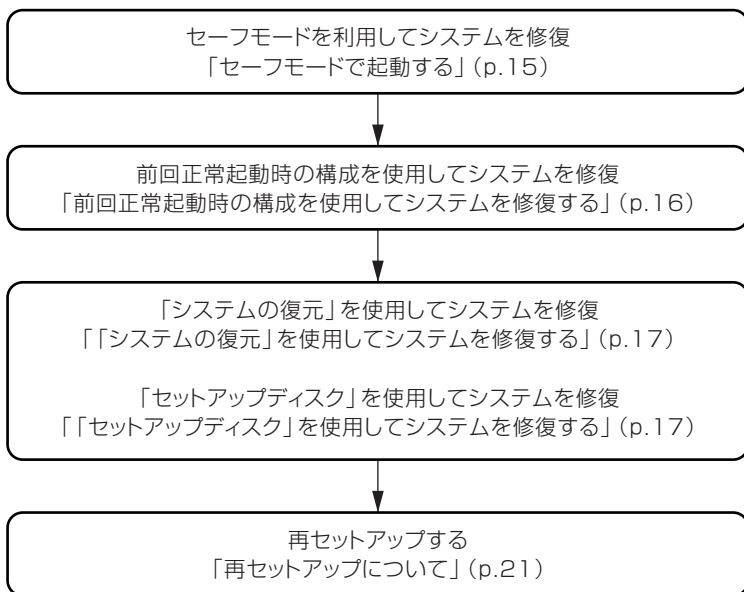 セーフモードを利用してシステムを修復
「セーフモードで起動する」(p.15)
前回正常起動時の構成を使用してシステムを修復
「前回正常起動時の構成を使用してシステムを修復する」(p.16)
「システムの復元」を使用してシステムを修復
「「システムの復元」を使用してシステムを修復する」(p.17)
「セットアップディスク」を使用してシステムを修復
「「セットアップディスク」を使用してシステムを修復する」(p.17)
再セットアップする
「再セットアップについて」(p.21)